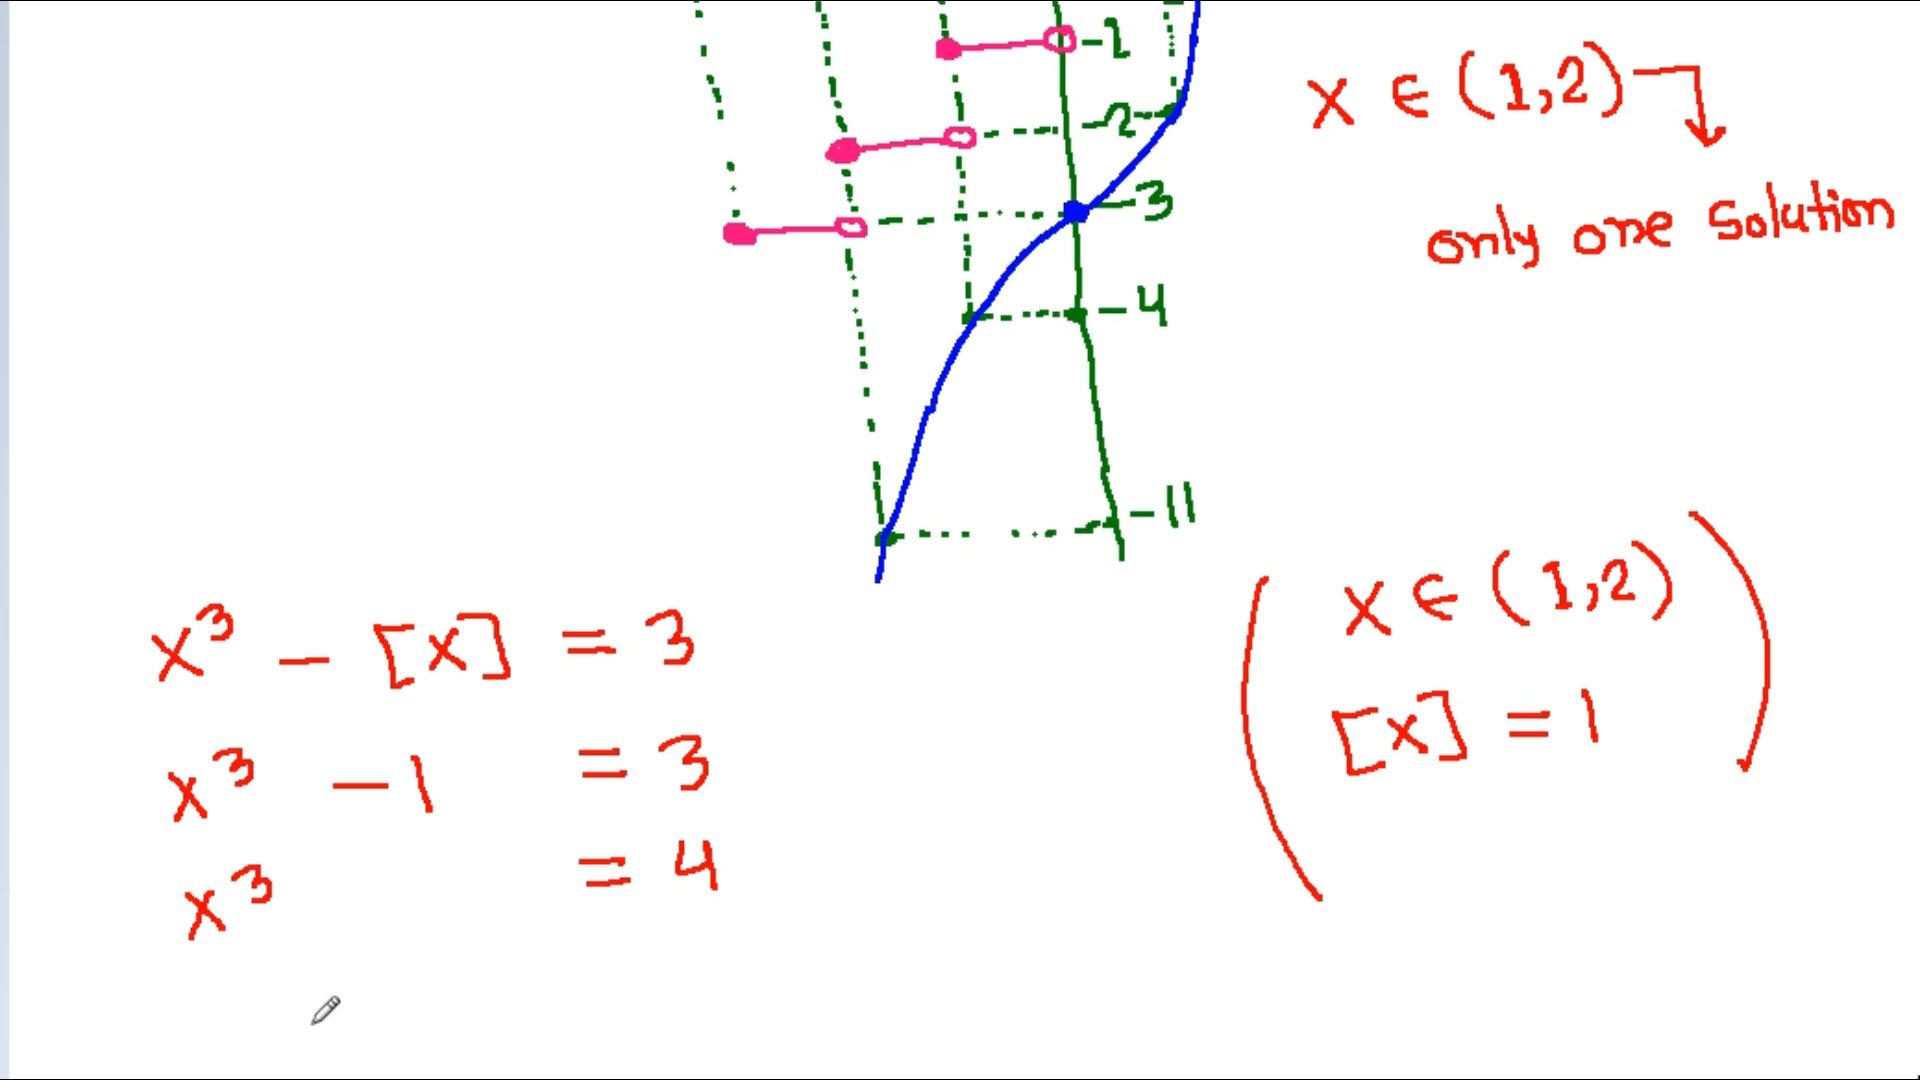 -1
-2
-3
-4
-11
x ∈ (1,2)
only one solution
x³ - [x] = 3
x³ - 1 = 3
x³ = 4
x ∈ (1,2)
[x] = 1